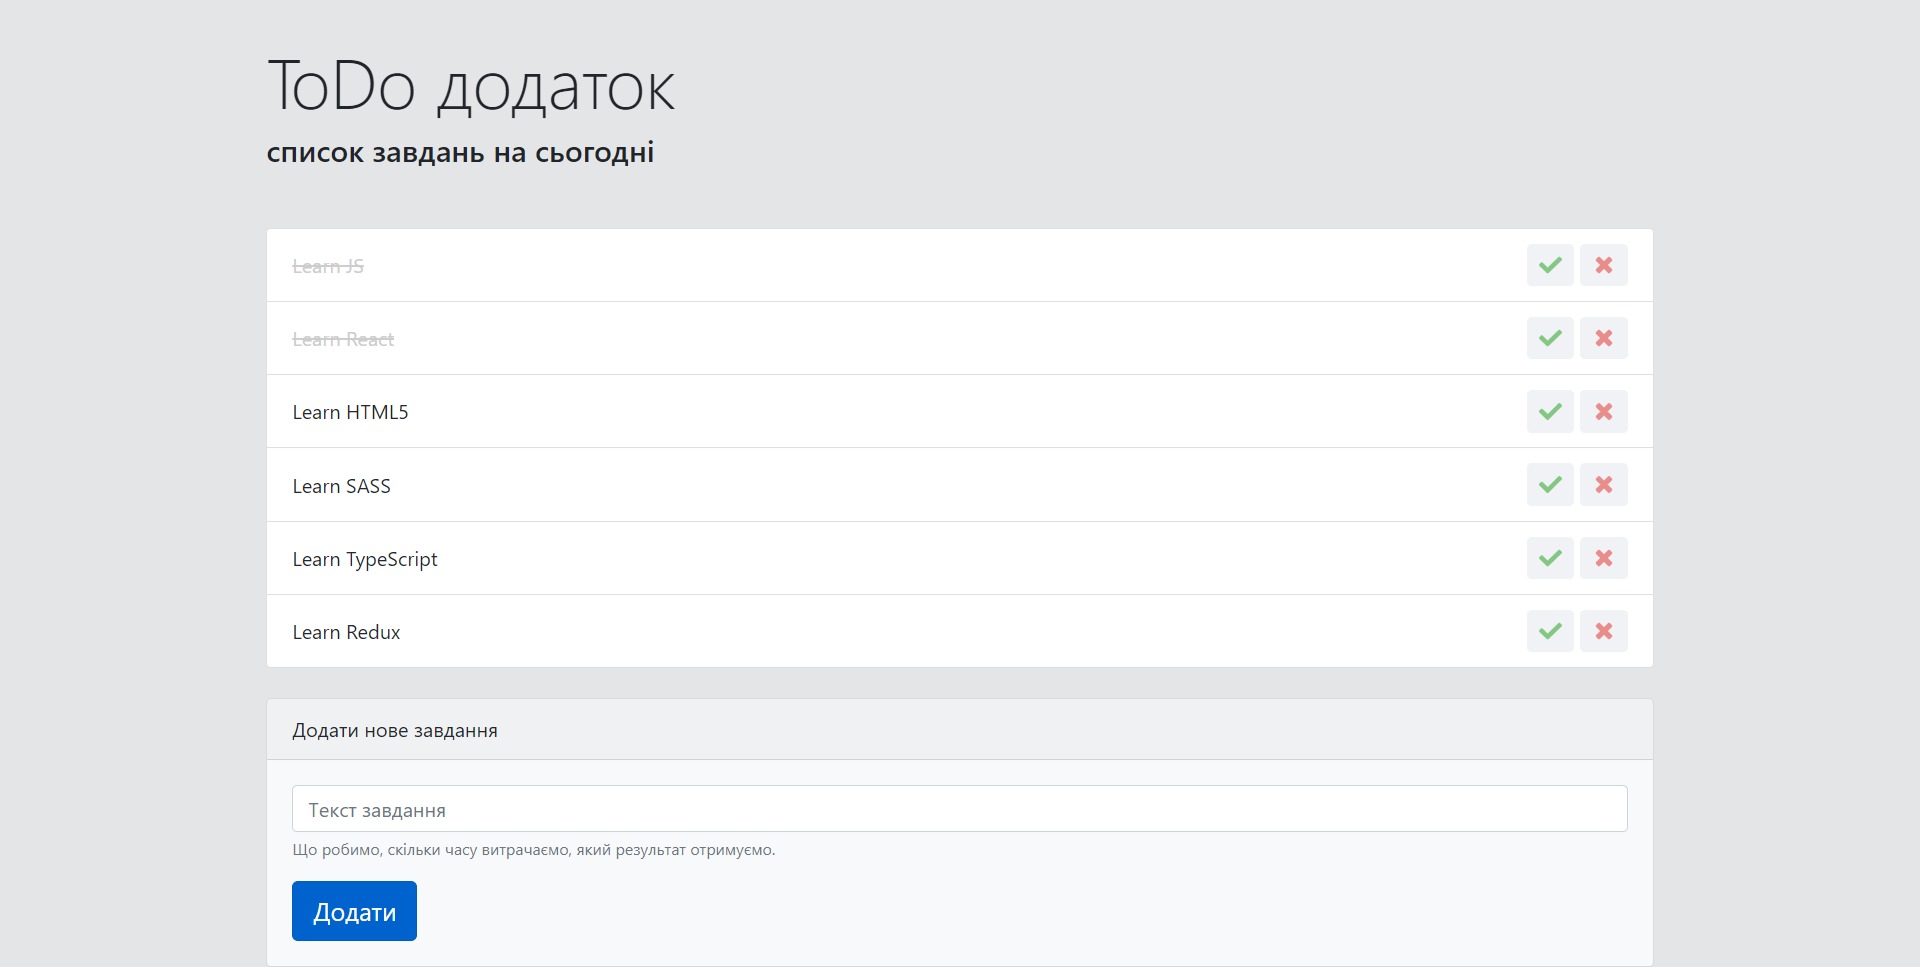 ToDo додаток
список завдань на сьогодні
Learn JS
Learn React
Learn HTML5
Learn SASS
Learn TypeScript
Learn Redux
Додати нове завдання
Текст завдання
Що робимо, скільки часу витрачаємо, який результат отримуємо.
Додати